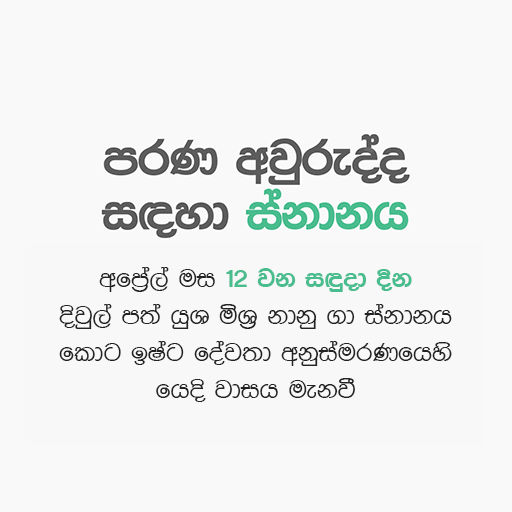 පරණ අවුරුද්ද
සඳහා ස්නානය
අප්‍රේල් මස 12 වන සඳුදා දින
දිවුල් පත් යුශ මිශ්‍ර නානු ගා ස්නානය
කොට ඉෂ්ට දේවතා අනුස්මරණයෙහි
යෙදි වාසය මැනවී